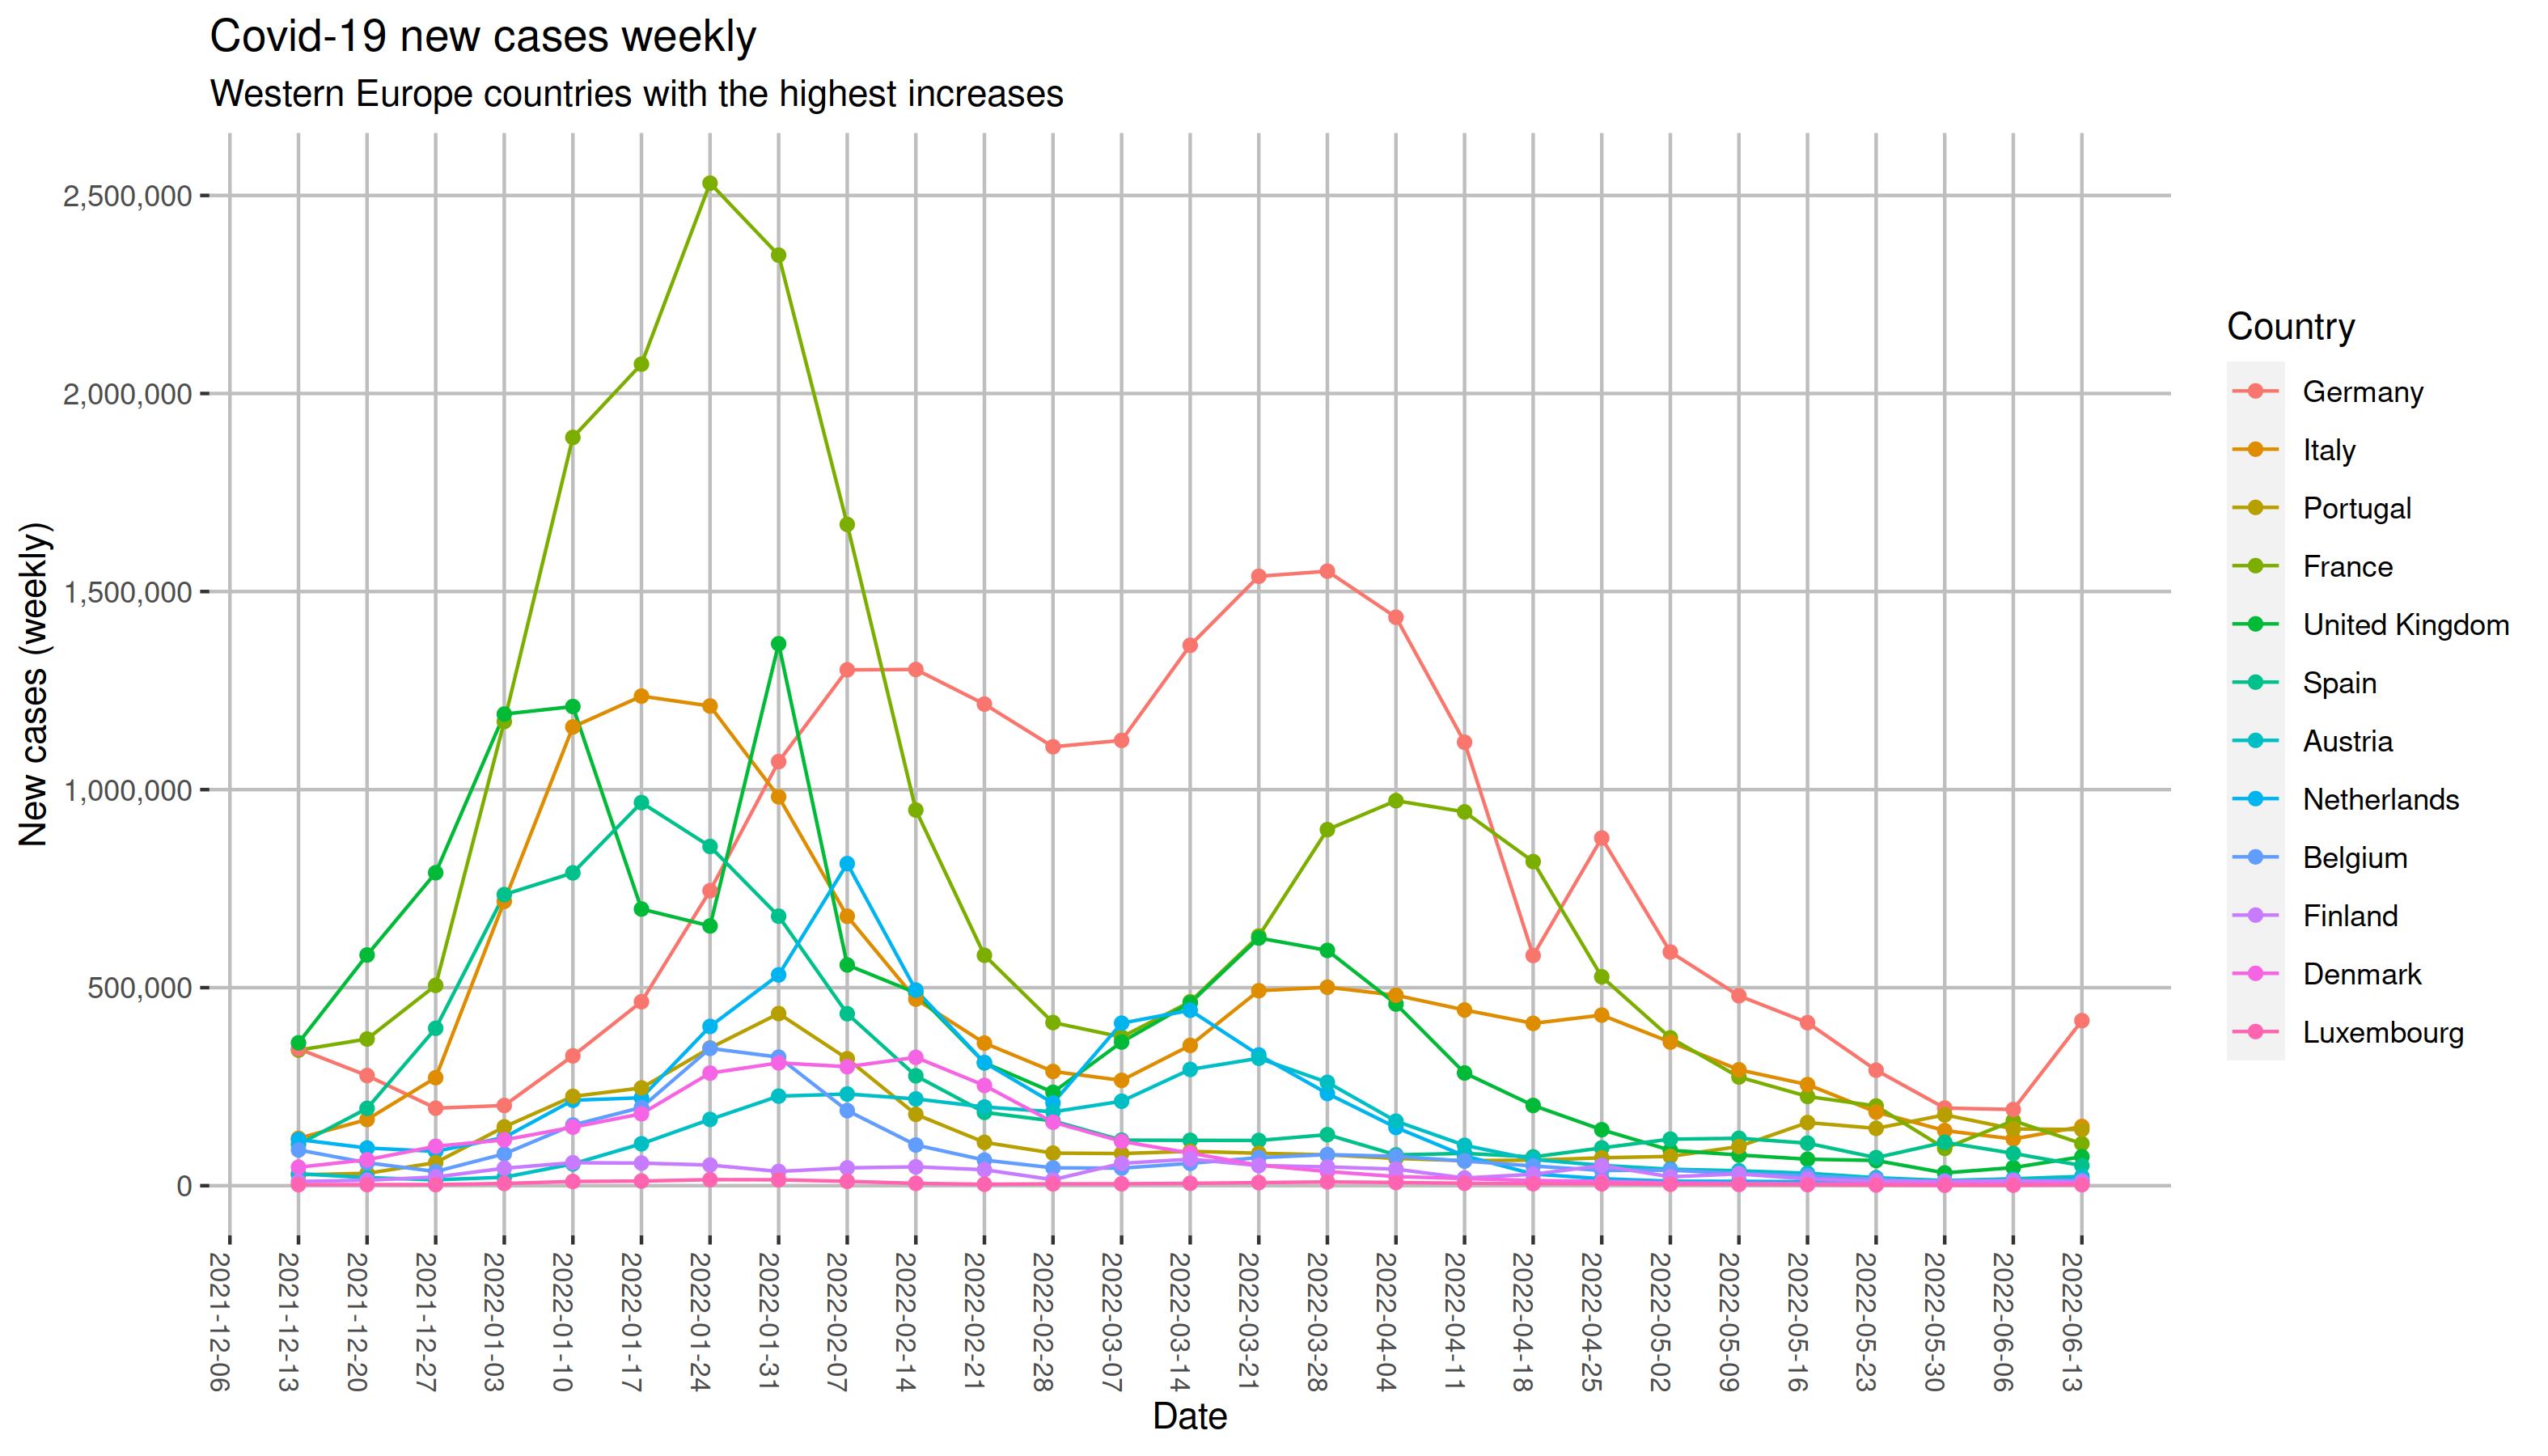 Covid-19 new cases weekly
Western Europe countries with the highest increases
New cases (weekly)
2,500,000
2,000,000
1,500,000
1,000,000
500,000
0
2021-12-06
2021-12-13
2021-12-20
2021-12-27
2022-01-03
2022-01-10
2022-01-17
2022-01-24
2022-01-31
2022-02-07
2022-02-14
2022-02-21
2022-02-28
2022-03-07
2022-03-14
2022-03-21
2022-03-28
2022-04-04
2022-04-11
2022-04-18
2022-04-25
2022-05-02
2022-05-09
2022-05-16
2022-05-23
2022-05-30
2022-06-06
2022-06-13
Date
Country
Germany
Italy
Portugal
France
United Kingdom
Spain
Austria
Netherlands
Belgium
Finland
Denmark
Luxembourg